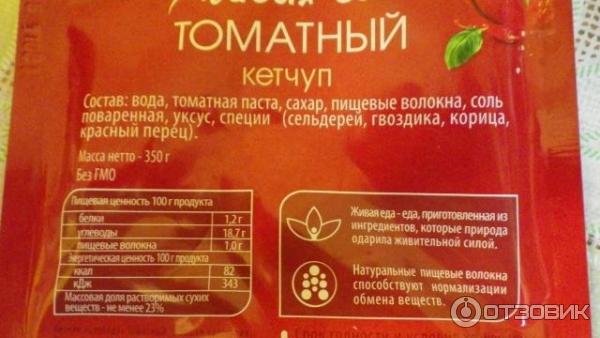 ТОМАТНЫЙ
кетчуп
Состав: вода, томатная паста, сахар, пищевые волокна, соль
поваренная, уксус, специи (сельдерей, гвоздика, корица,
красный перец).
Масса нетто - 350 г
Без ГМО
Пищевая ценность 100 г продукта
белки 1,2 г
углеводы 18,7 г
пищевые волокна 1,0 г
Энергетическая ценность 100 г продукта
ккал 82
кДж 343
Массовая доля растворимых сухих
веществ - не менее 23%
Живая еда - еда, приготовленная из
ингредиентов, которые природа
одарила живительной силой.
Натуральные пищевые волокна
способствуют нормализации
обмена веществ.
Срок годности и условия
ОТЗОВИК